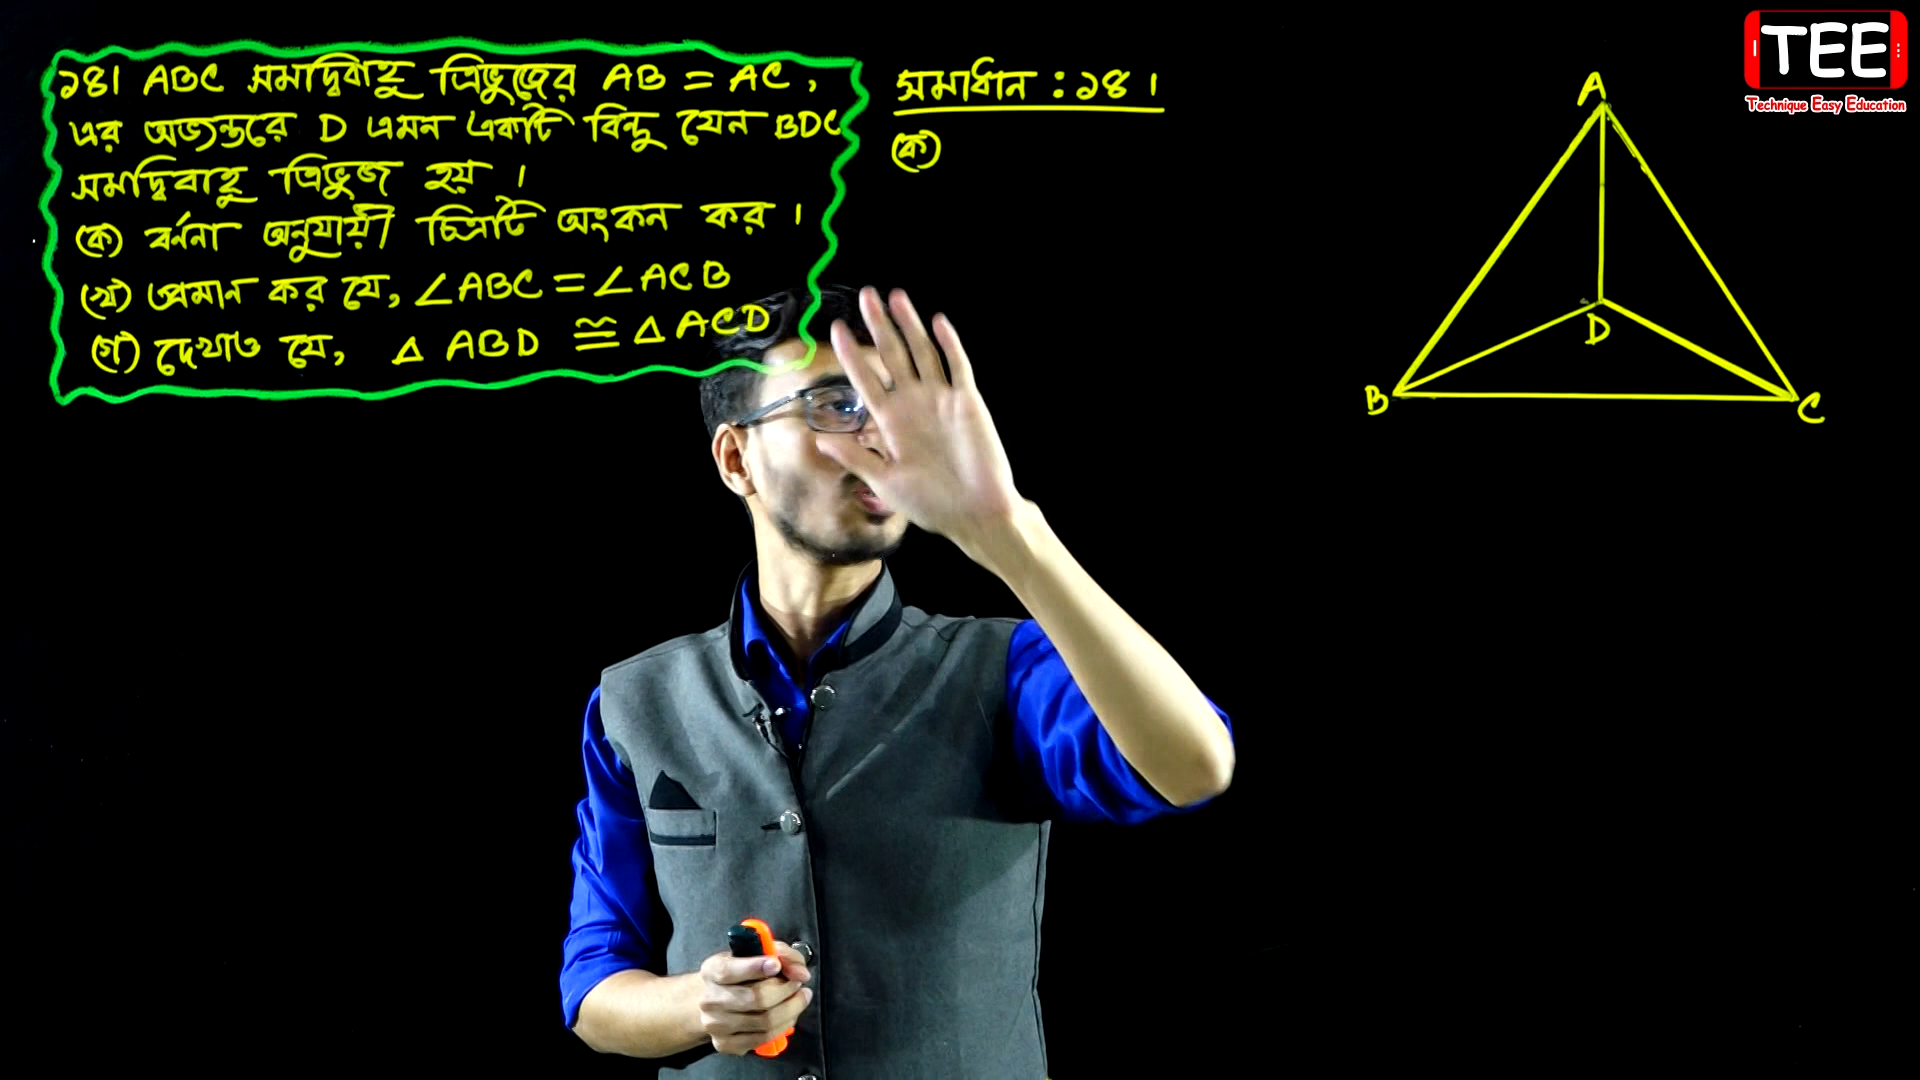 ১৪। ABC সমদ্বিবাহু ত্রিভুজের AB = AC,
এর অভ্যন্তরে D এমন একটি বিন্দু যেন BDC
সমদ্বিবাহু ত্রিভুজ হয়।
(ক) বর্ননা অনুযায়ী চিত্রটি অংকন কর।
(খ) প্রমান কর যে, ∠ABC = ∠ACB
(গ) দেখাও যে, △ ABD ≅ △ ACD
সমাধান : ১৪।
(ক)
A
D
B
C
TEE
Technique Easy Education